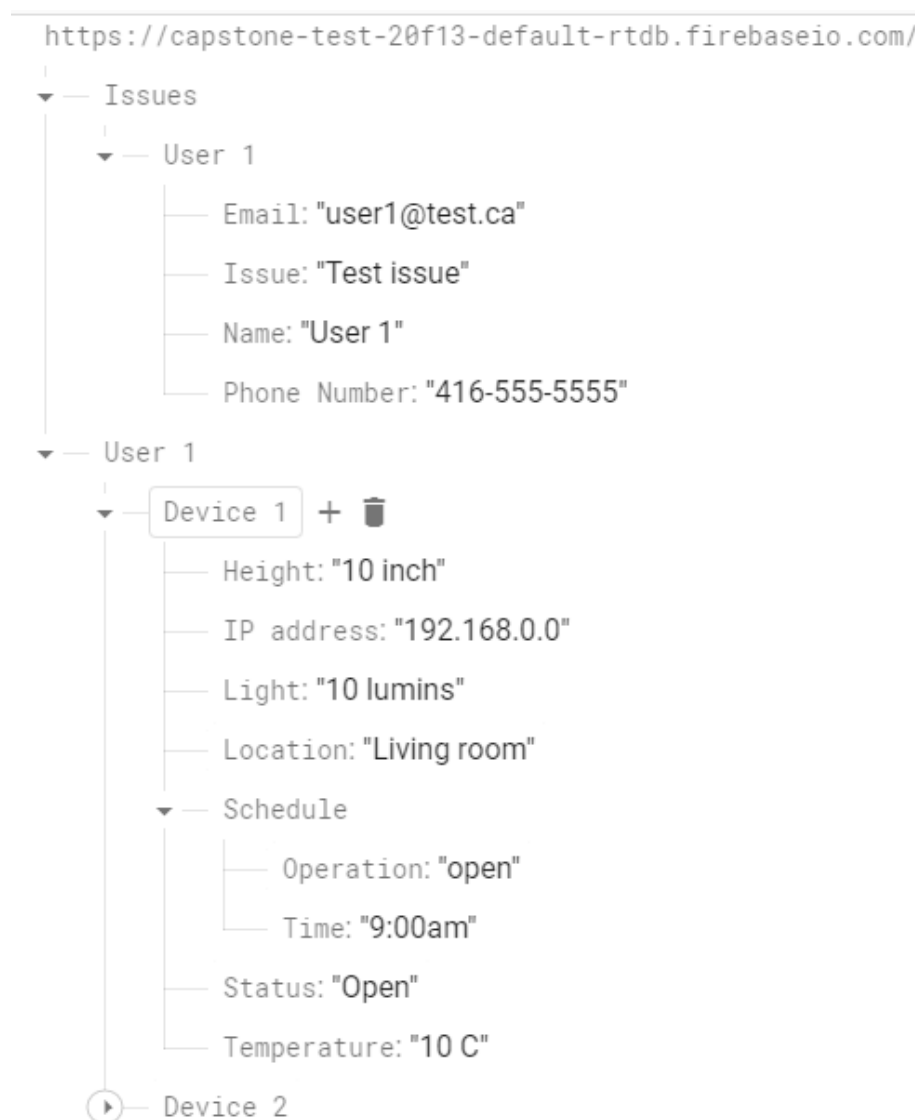 https://capstone-test-20f13-default-rtdb.firebaseio.com/
Issues
User 1
Email: "user1@test.ca"
Issue: "Test issue"
Name: "User 1"
Phone Number: "416-555-5555"
User 1
Device 1
Height: "10 inch"
IP address: "192.168.0.0"
Light: "10 lumins"
Location: "Living room"
Schedule
Operation: "open"
Time: "9:00am"
Status: "Open"
Temperature: "10 C"
Device 2